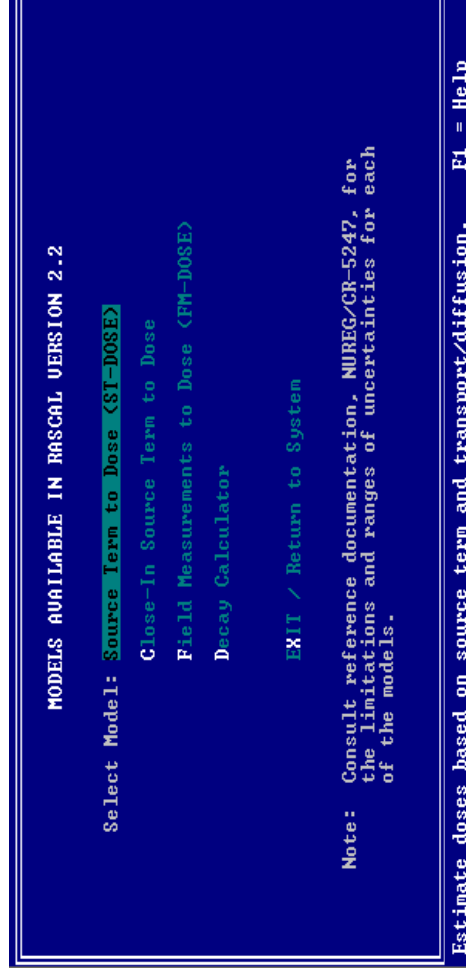 MODELS AVAILABLE IN RASCAL VERSION 2.2
Select Model: Source Term to Dose (ST-DOSE)
Close-In Source Term to Dose
Field Measurements to Dose (FM-DOSE)
Decay Calculator
EXIT / Return to System
Note: Consult reference documentation, NUREG/CR-5247, for
the limitations and ranges of uncertainties for each
of the models.
Estimate doses based on source term and transport/diffusion. F1 = Help